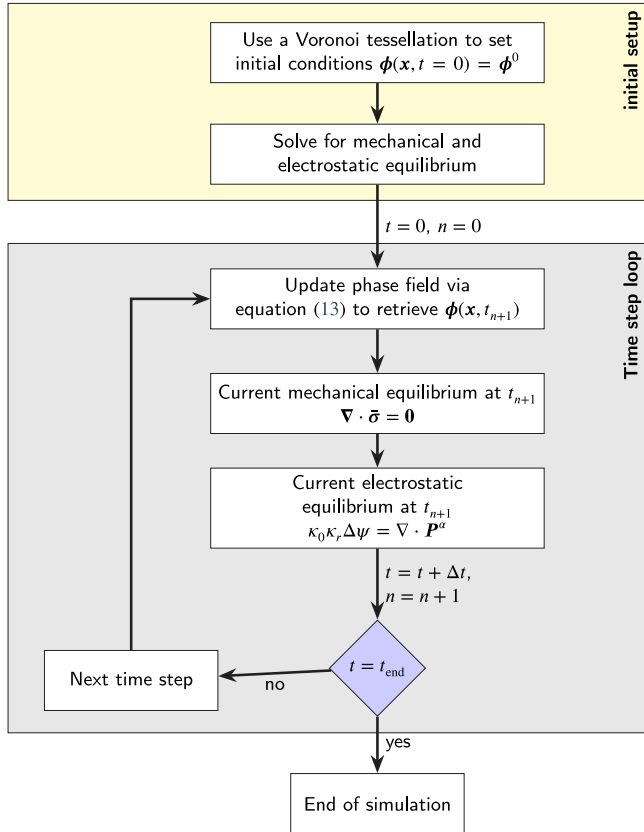 Use a Voronoi tessellation to set
initial conditions ϕ(x, t = 0) = ϕ⁰
initial setup
Solve for mechanical and
electrostatic equilibrium
t = 0, n = 0
Time step loop
Update phase field via
equation (13) to retrieve ϕ(x, tₙ₊₁)
Current mechanical equilibrium at tₙ₊₁
∇ · σ̄ = 0
Current electrostatic
equilibrium at tₙ₊₁
κ₀κᵣΔψ = ∇ · Pᵅ
t = t + Δt,
n = n + 1
t = t_end
Next time step
no
yes
End of simulation